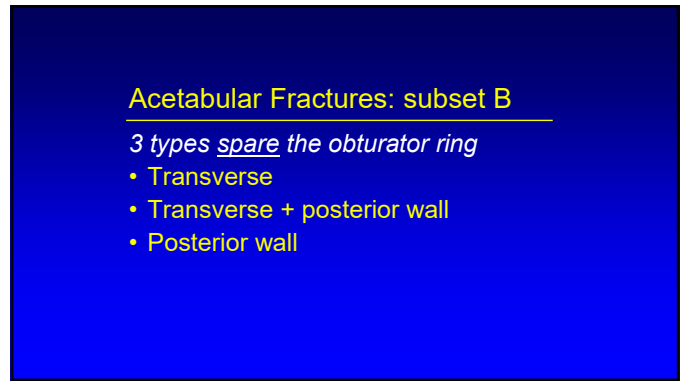 Acetabular Fractures: subset B
3 types spare the obturator ring
• Transverse
• Transverse + posterior wall
• Posterior wall